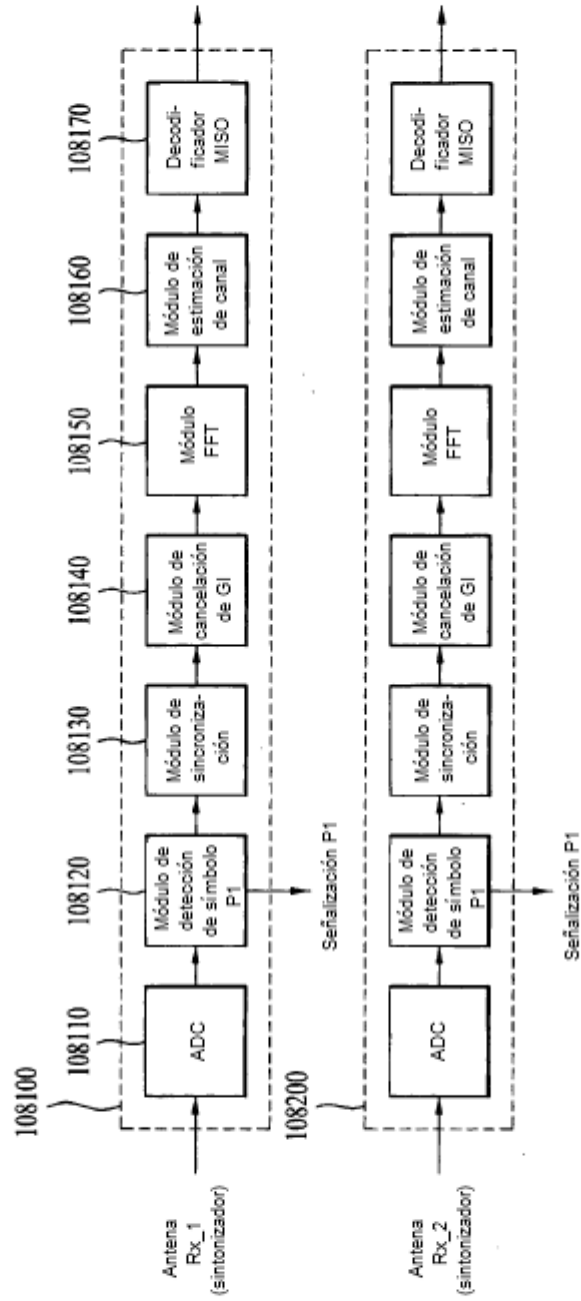 108100
108110
108120
108130
108140
108150
108160
108170
Antena
Rx_1
(sintonizador)
ADC
Módulo de
detección
de símbolo
P1
Módulo de
sincroniza-
ción
Módulo de
cancelación
de GI
Módulo
FFT
Módulo de
estimación
de canal
Decodi-
ficador
MISO
Señalización P1
108200
Antena
Rx_2
(sintonizador)
ADC
Módulo de
detección
de símbolo
P1
Módulo de
sincroniza-
ción
Módulo de
cancelación
de GI
Módulo
FFT
Módulo de
estimación
de canal
Decodi-
ficador
MISO
Señalización P1